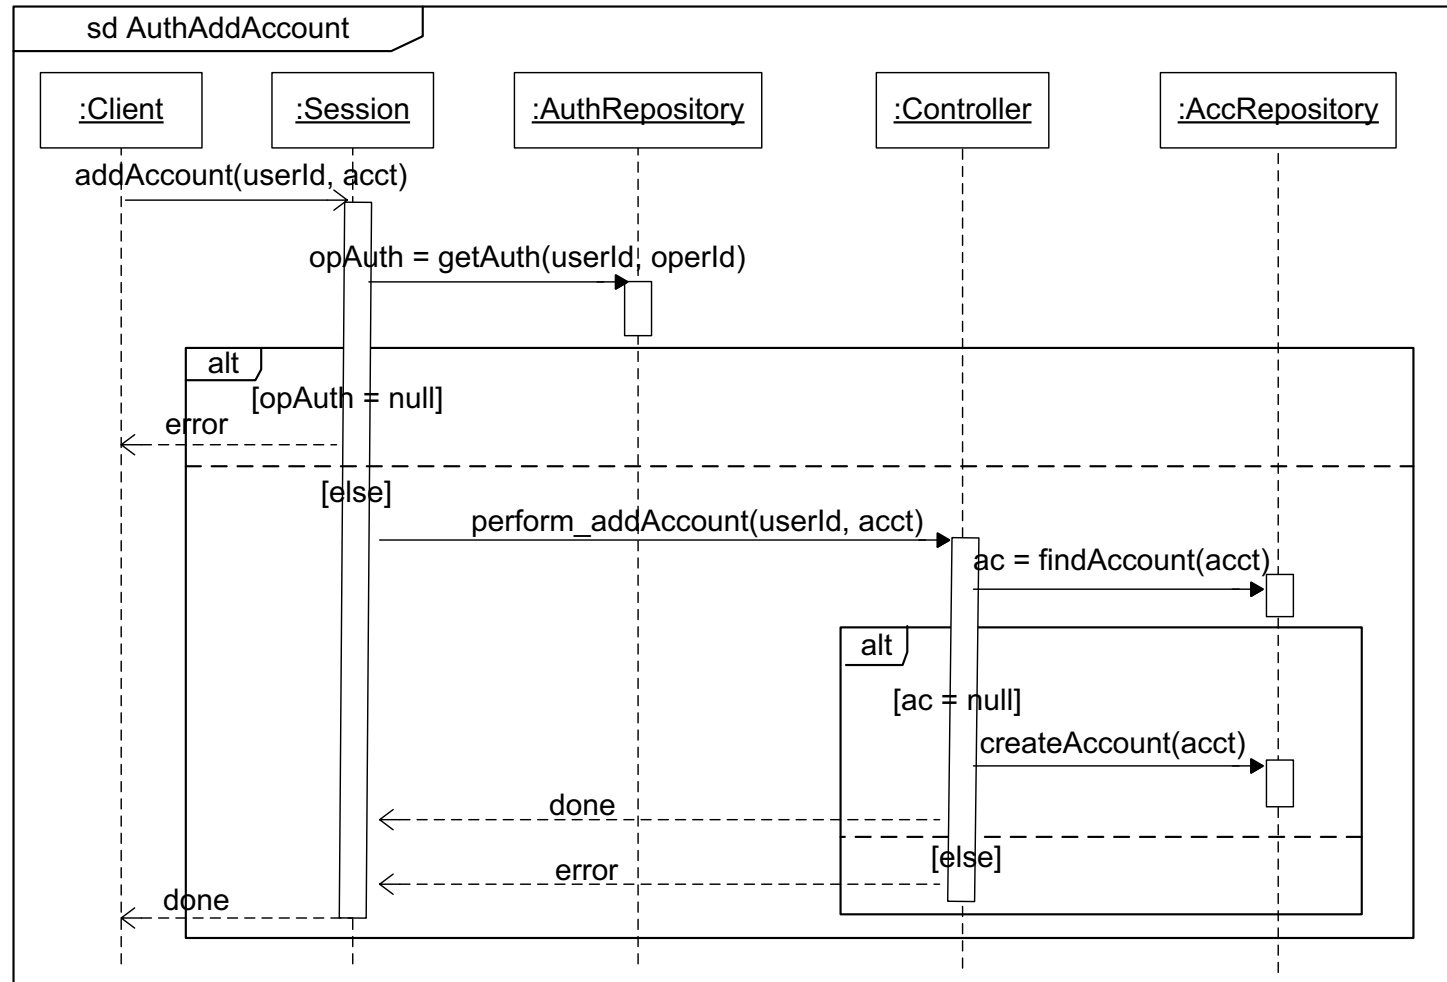 sd AuthAddAccount
:Client
:Session
:AuthRepository
:Controller
:AccRepository
addAccount(userId, acct)
opAuth = getAuth(userId, operId)
alt
[opAuth = null]
error
[else]
perform_addAccount(userId, acct)
ac = findAccount(acct)
alt
[ac = null]
createAccount(acct)
done
[else]
error
done